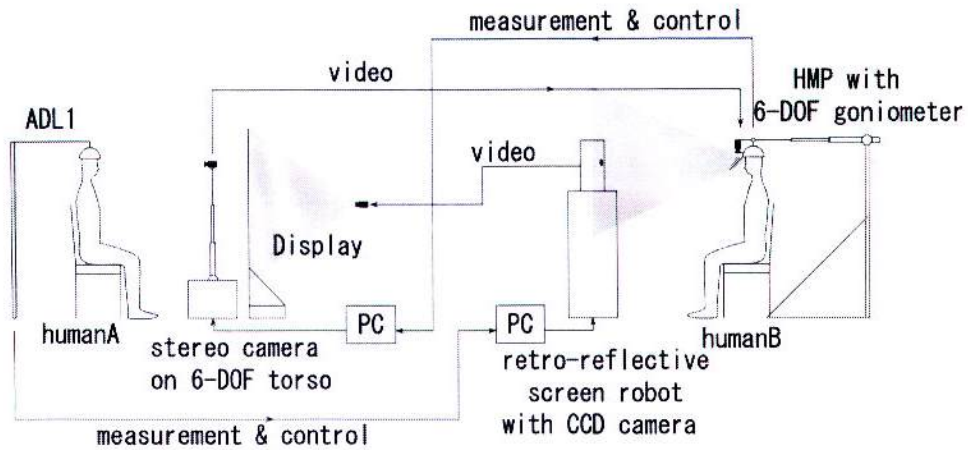 measurement & control
video
HMP with
6-DOF goniometer
ADL1
video
Display
PC
PC
humanA
humanB
stereo camera
on 6-DOF torso
retro-reflective
screen robot
with CCD camera
measurement & control